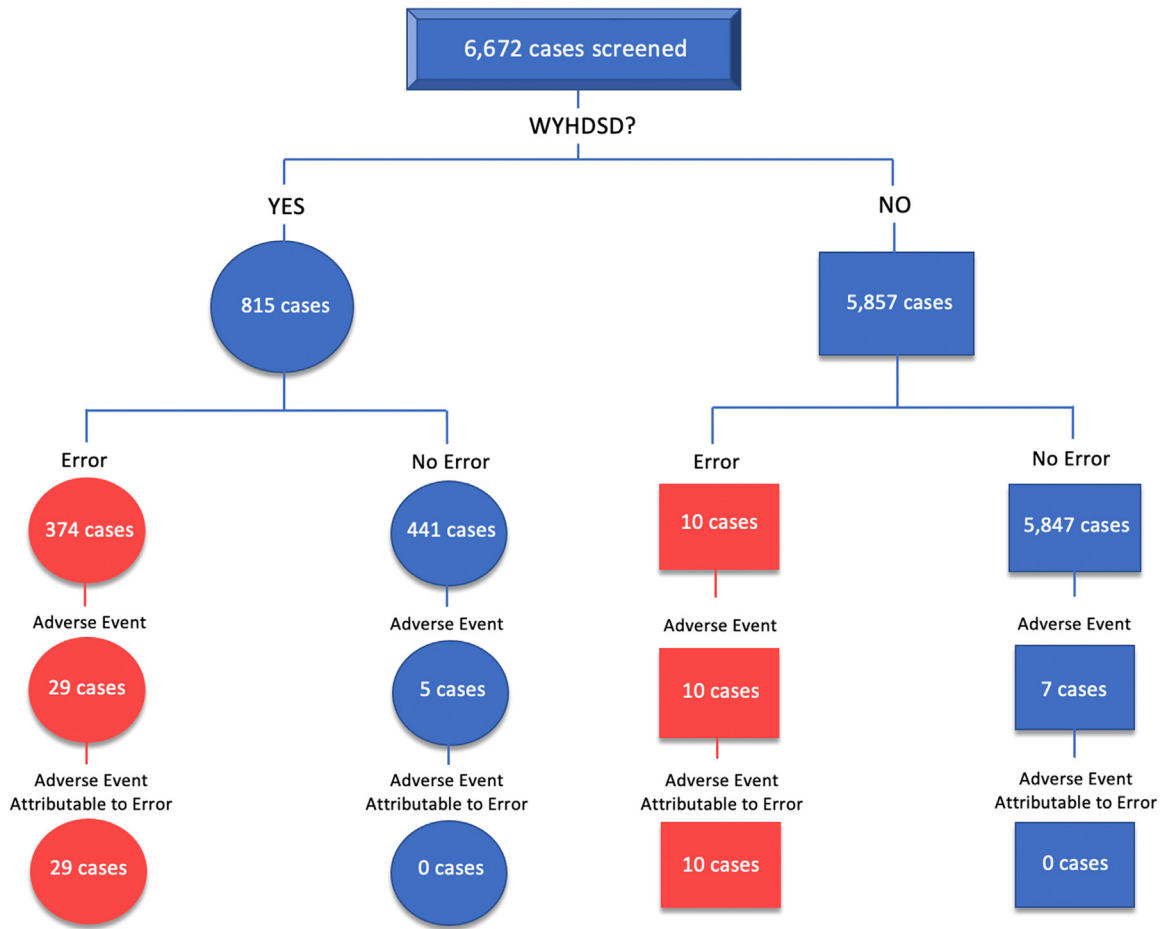 6,672 cases screened
WYHDSD?
YES
NO
815 cases
5,857 cases
Error
No Error
Error
No Error
374 cases
441 cases
10 cases
5,847 cases
Adverse Event
Adverse Event
Adverse Event
Adverse Event
29 cases
5 cases
10 cases
7 cases
Adverse Event
Attributable to Error
Adverse Event
Attributable to Error
Adverse Event
Attributable to Error
Adverse Event
Attributable to Error
29 cases
0 cases
10 cases
0 cases